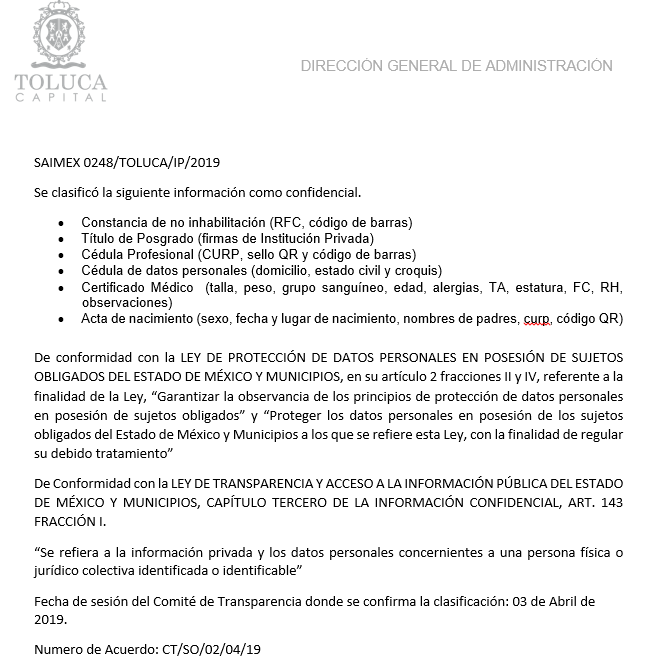 TOLUCA
CAPITAL
DIRECCIÓN GENERAL DE ADMINISTRACIÓN
SAIMEX 0248/TOLUCA/IP/2019
Se clasificó la siguiente información como confidencial.
• Constancia de no inhabilitación (RFC, código de barras)
• Título de Posgrado (firmas de Institución Privada)
• Cédula Profesional (CURP, sello QR y código de barras)
• Cédula de datos personales (domicilio, estado civil y croquis)
• Certificado Médico (talla, peso, grupo sanguíneo, edad, alergias, TA, estatura, FC, RH,
observaciones)
• Acta de nacimiento (sexo, fecha y lugar de nacimiento, nombres de padres, curp, código QR)
De conformidad con la LEY DE PROTECCIÓN DE DATOS PERSONALES EN POSESIÓN DE SUJETOS
OBLIGADOS DEL ESTADO DE MÉXICO Y MUNICIPIOS, en su artículo 2 fracciones II y IV, referente a la
finalidad de la Ley, “Garantizar la observancia de los principios de protección de datos personales
en posesión de sujetos obligados” y “Proteger los datos personales en posesión de los sujetos
obligados del Estado de México y Municipios a los que se refiere esta Ley, con la finalidad de regular
su debido tratamiento”
De Conformidad con la LEY DE TRANSPARENCIA Y ACCESO A LA INFORMACIÓN PÚBLICA DEL ESTADO
DE MÉXICO Y MUNICIPIOS, CAPÍTULO TERCERO DE LA INFORMACIÓN CONFIDENCIAL, ART. 143
FRACCIÓN I.
“Se refiera a la información privada y los datos personales concernientes a una persona física o
jurídico colectiva identificada o identificable”
Fecha de sesión del Comité de Transparencia donde se confirma la clasificación: 03 de Abril de
2019.
Numero de Acuerdo: CT/SO/02/04/19